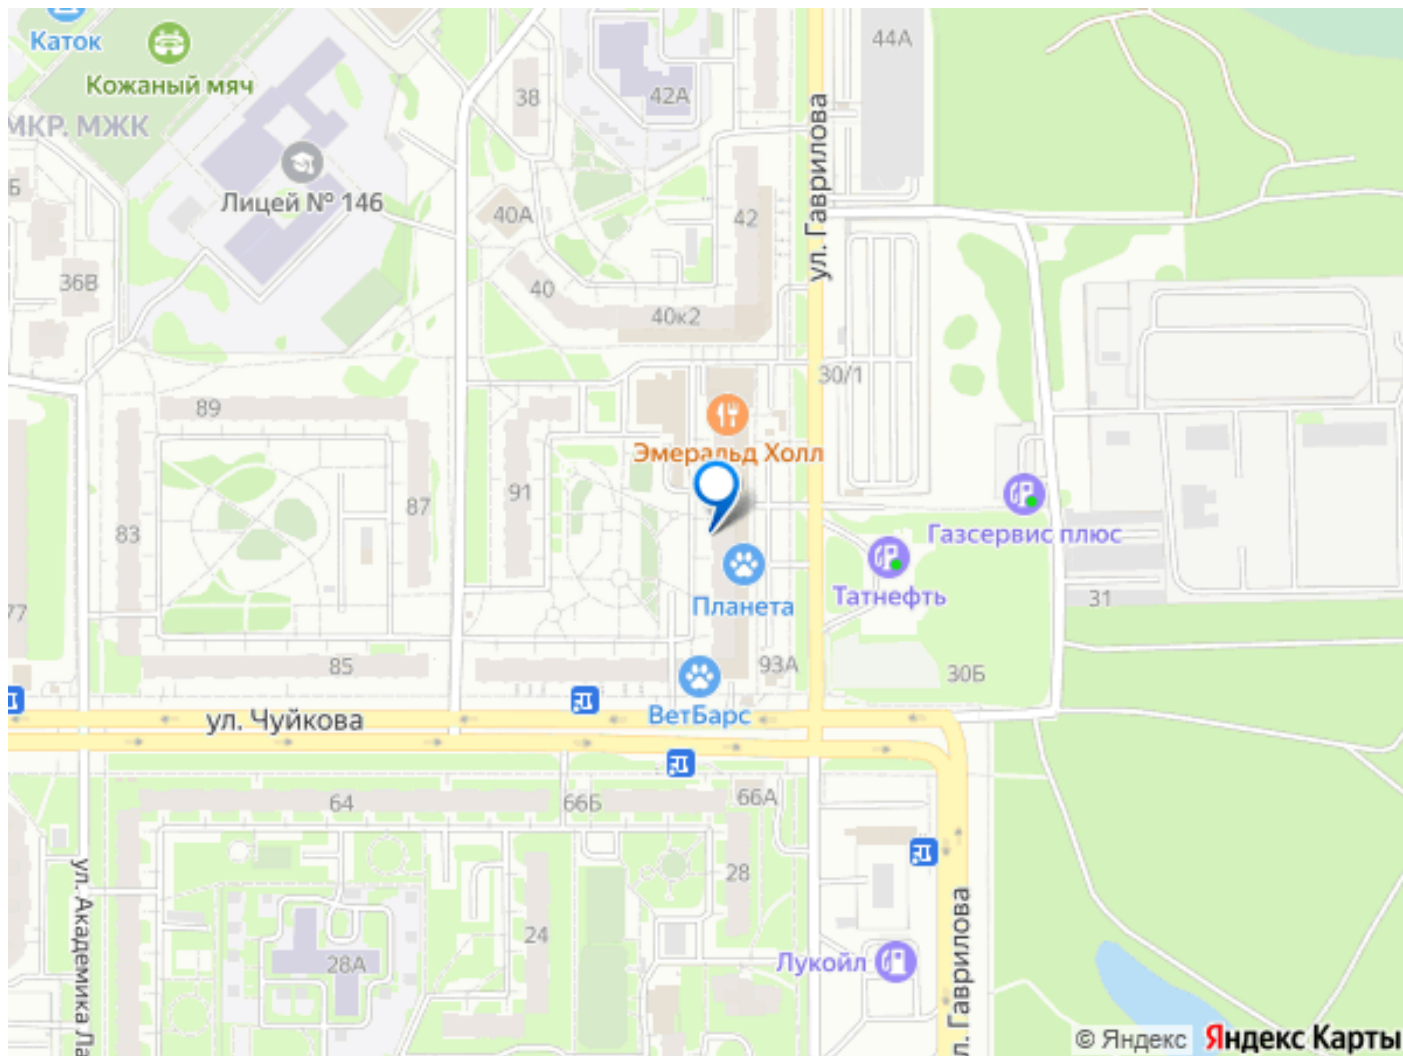 44А
Каток
Кожаный мяч
38
42А
МКР. МЖК
ул. Гаврилова
Лицей № 146
Б
40А
42
36В
40
40к2
30/1
89
Эмеральд Холл
91
87
83
Газсервис плюс
Татнефть
Планета
31
77
85
93А
30Б
ВетБарс
ул. Чуйкова
64
66Б
66А
28
ул. Академика Ла
24
28А
Лукойл
л. Гаврилова
© Яндекс Яндекс Карты